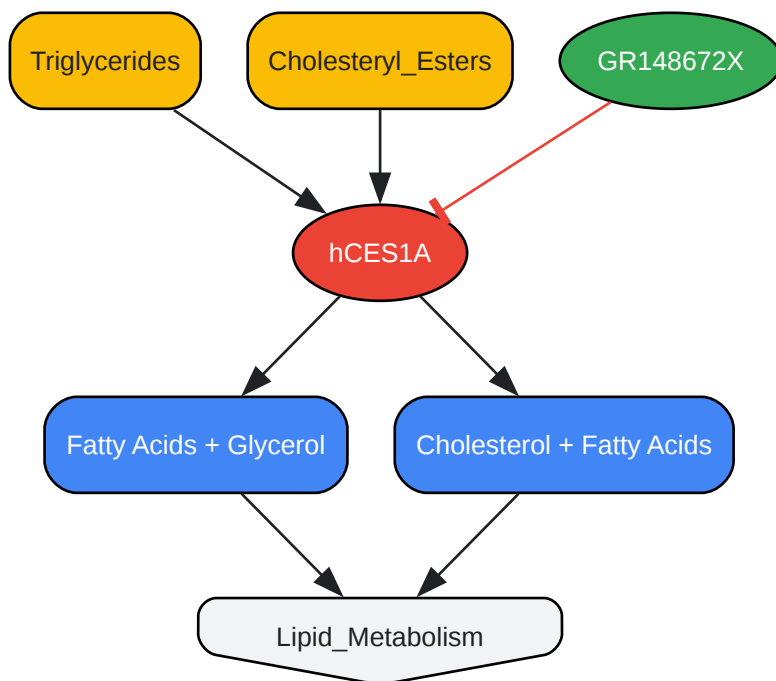 Triglycerides
Cholesteryl_Esters
GR148672X
hCES1A
Fatty Acids + Glycerol
Cholesterol + Fatty Acids
Lipid_Metabolism